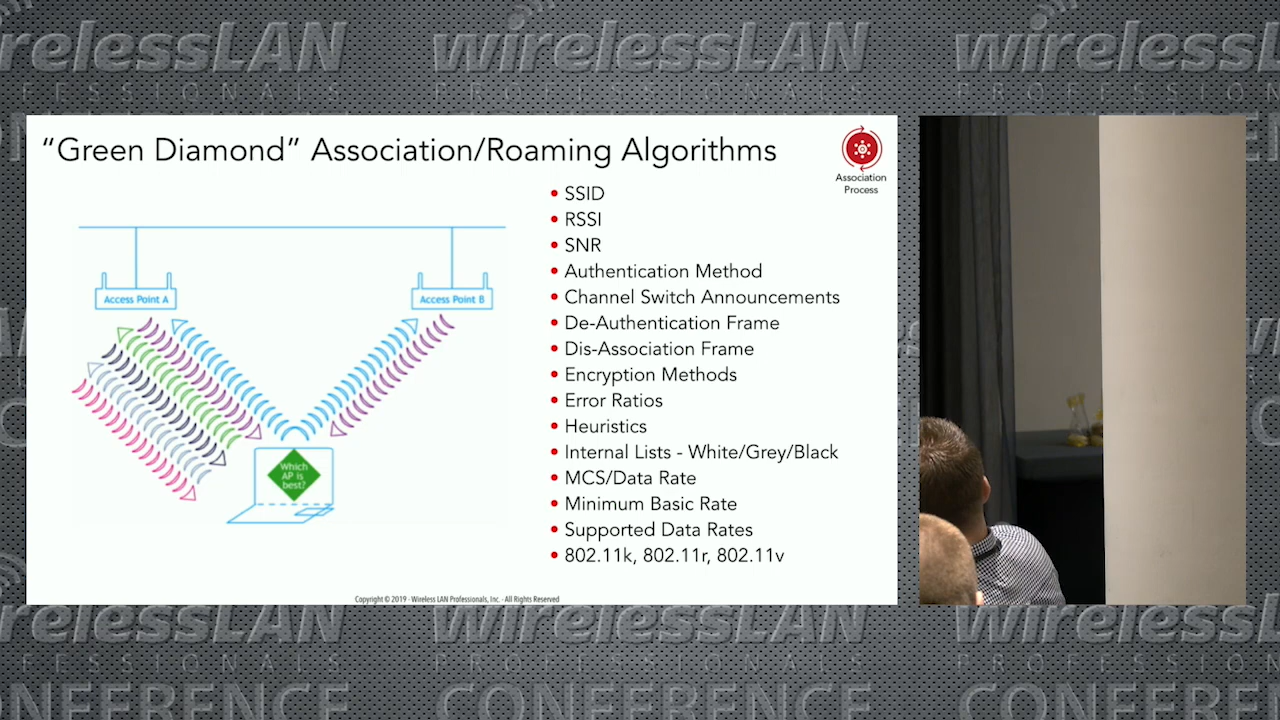 wirelessLAN
PROFESSIONALS
"Green Diamond" Association/Roaming Algorithms
Association
Process
• SSID
• RSSI
• SNR
• Authentication Method
• Channel Switch Announcements
• De-Authentication Frame
• Dis-Association Frame
• Encryption Methods
• Error Ratios
• Heuristics
• Internal Lists - White/Grey/Black
• MCS/Data Rate
• Minimum Basic Rate
• Supported Data Rates
• 802.11k, 802.11r, 802.11v
Access Point A
Access Point B
Which
AP is
best?
Copyright © 2019 - Wireless LAN Professionals, Inc. - All Rights Reserved
wirelessLAN
PROFESSIONALS
CONFERENCE